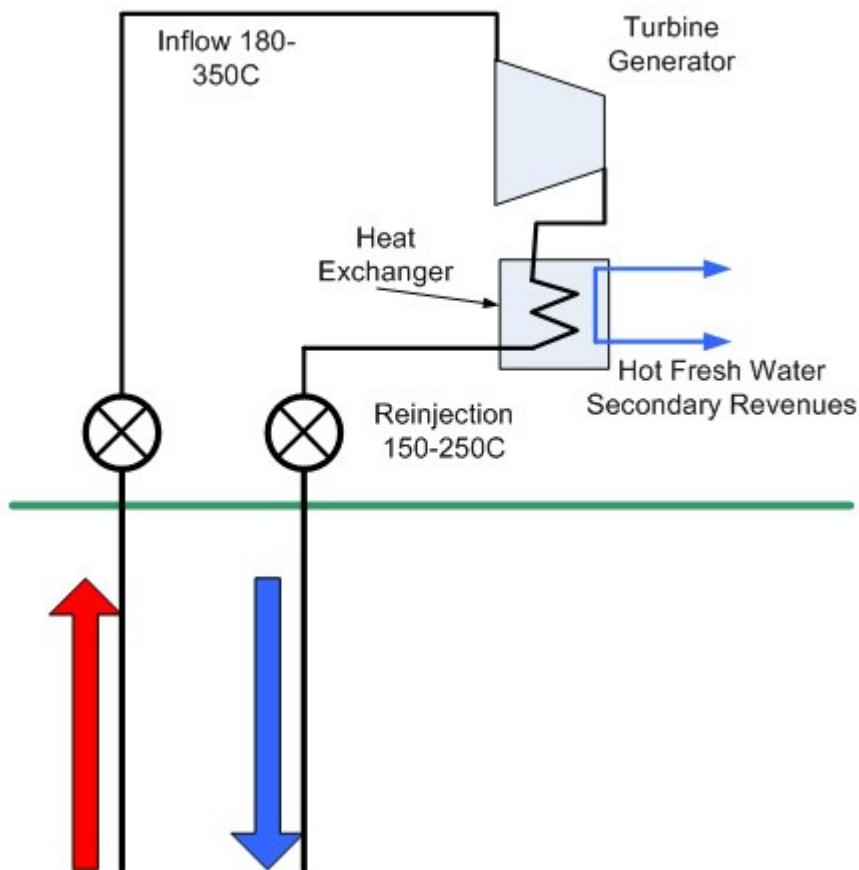 Inflow 180-
350C
Turbine
Generator
Heat
Exchanger
Hot Fresh Water
Secondary Revenues
Reinjection
150-250C